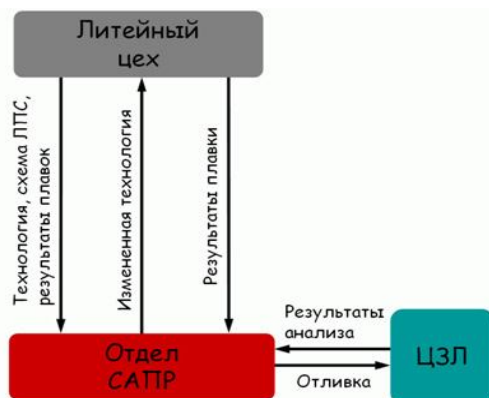 Литейный
цех
Технология, схема ЛПС,
результаты плавок
Измененная технология
Результаты плавки
Результаты
анализа
Отдел
САПР
Отливка
ЦЗЛ